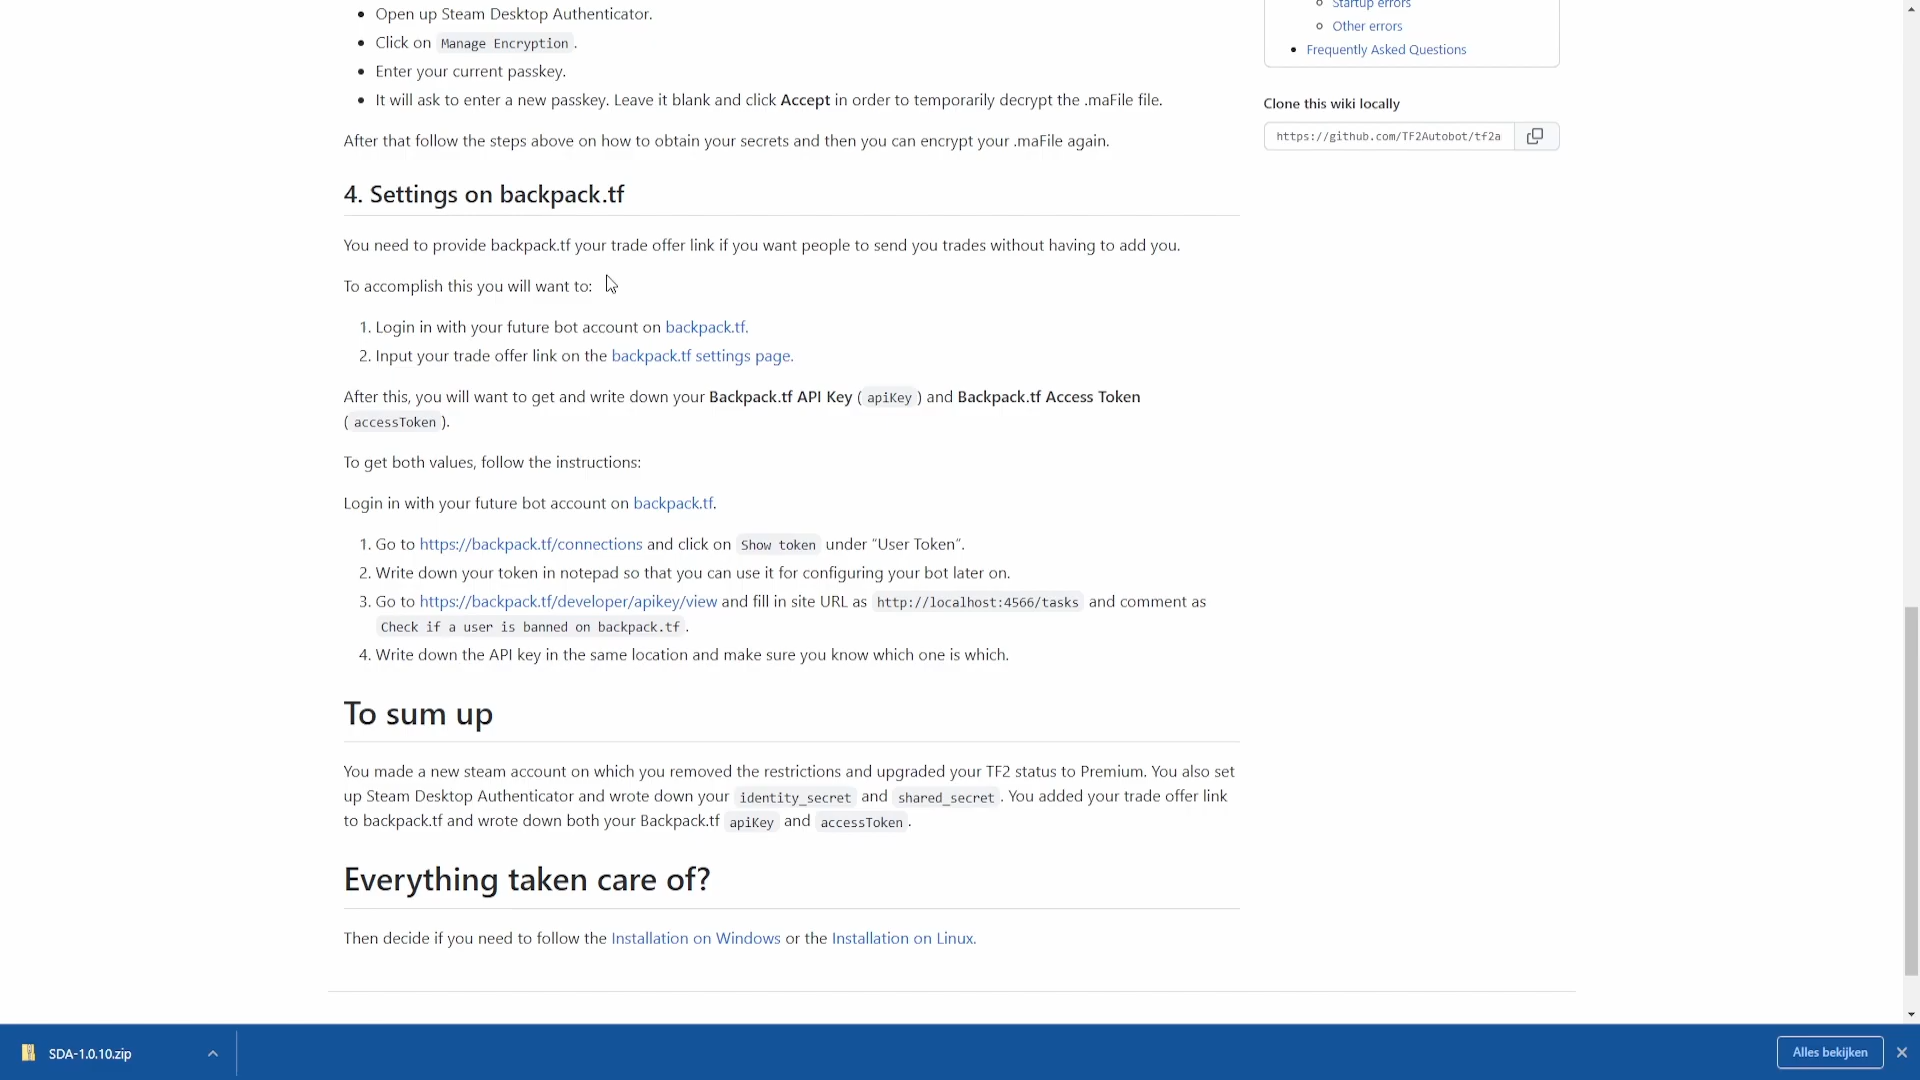 Open up Steam Desktop Authenticator.
Click on Manage Encryption.
Enter your current passkey.
It will ask to enter a new passkey. Leave it blank and click Accept in order to temporarily decrypt the .maFile file.
After that follow the steps above on how to obtain your secrets and then you can encrypt your .maFile again.
4. Settings on backpack.tf
You need to provide backpack.tf your trade offer link if you want people to send you trades without having to add you.
To accomplish this you will want to:
1. Login in with your future bot account on backpack.tf.
2. Input your trade offer link on the backpack.tf settings page.
After this, you will want to get and write down your Backpack.tf API Key ( apiKey ) and Backpack.tf Access Token
( accessToken ).
To get both values, follow the instructions:
Login in with your future bot account on backpack.tf.
1. Go to https://backpack.tf/connections and click on Show token under “User Token”.
2. Write down your token in notepad so that you can use it for configuring your bot later on.
3. Go to https://backpack.tf/developer/apikey/view and fill in site URL as http://localhost:4566/tasks and comment as
Check if a user is banned on backpack.tf.
4. Write down the API key in the same location and make sure you know which one is which.
To sum up
You made a new steam account on which you removed the restrictions and upgraded your TF2 status to Premium. You also set
up Steam Desktop Authenticator and wrote down your identity_secret and shared_secret. You added your trade offer link
to backpack.tf and wrote down both your Backpack.tf apiKey and accessToken.
Everything taken care of?
Then decide if you need to follow the Installation on Windows or the Installation on Linux.
Startup errors
Other errors
Frequently Asked Questions
Clone this wiki locally
https://github.com/TF2Autobot/tf2a
SDA-1.0.10.zip
Alles bekijken